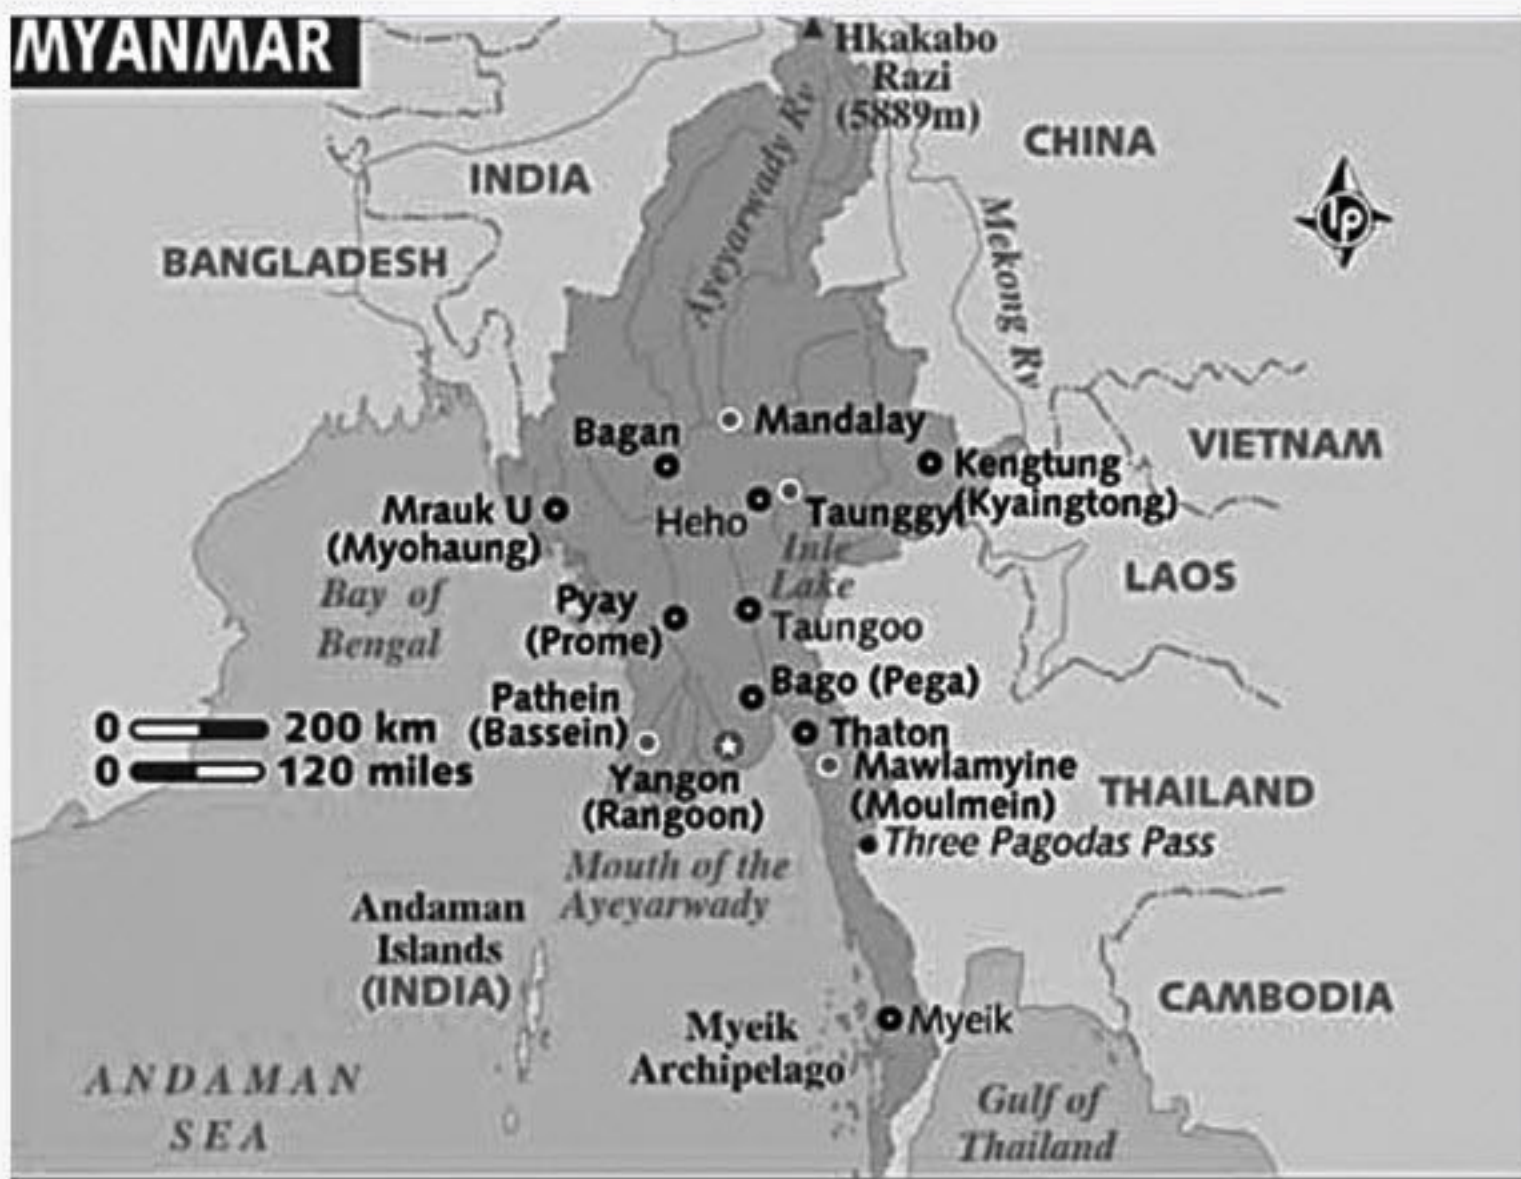 MYANMAR
Hkakabo
Razi
(5889m)
CHINA
INDIA
Ayeyarwady Rv
lp
Mekong Rv
BANGLADESH
Bagan
Mandalay
VIETNAM
Kengtung
(Kyaingtong)
Mrauk U
(Myohaung)
Heho
Taunggy
Inle
Lake
LAOS
Bay of
Bengal
Pyay
(Prome)
Taungoo
Bago (Pega)
Pathein
(Bassein)
0 200 km
0 120 miles
Thaton
Yangon
(Rangoon)
Mawlamyine
(Moulmein)
THAILAND
Three Pagodas Pass
Mouth of the
Ayeyarwady
Andaman
Islands
(INDIA)
CAMBODIA
Myeik
Archipelago
Myeik
ANDAMAN
SEA
Gulf of
Thailand